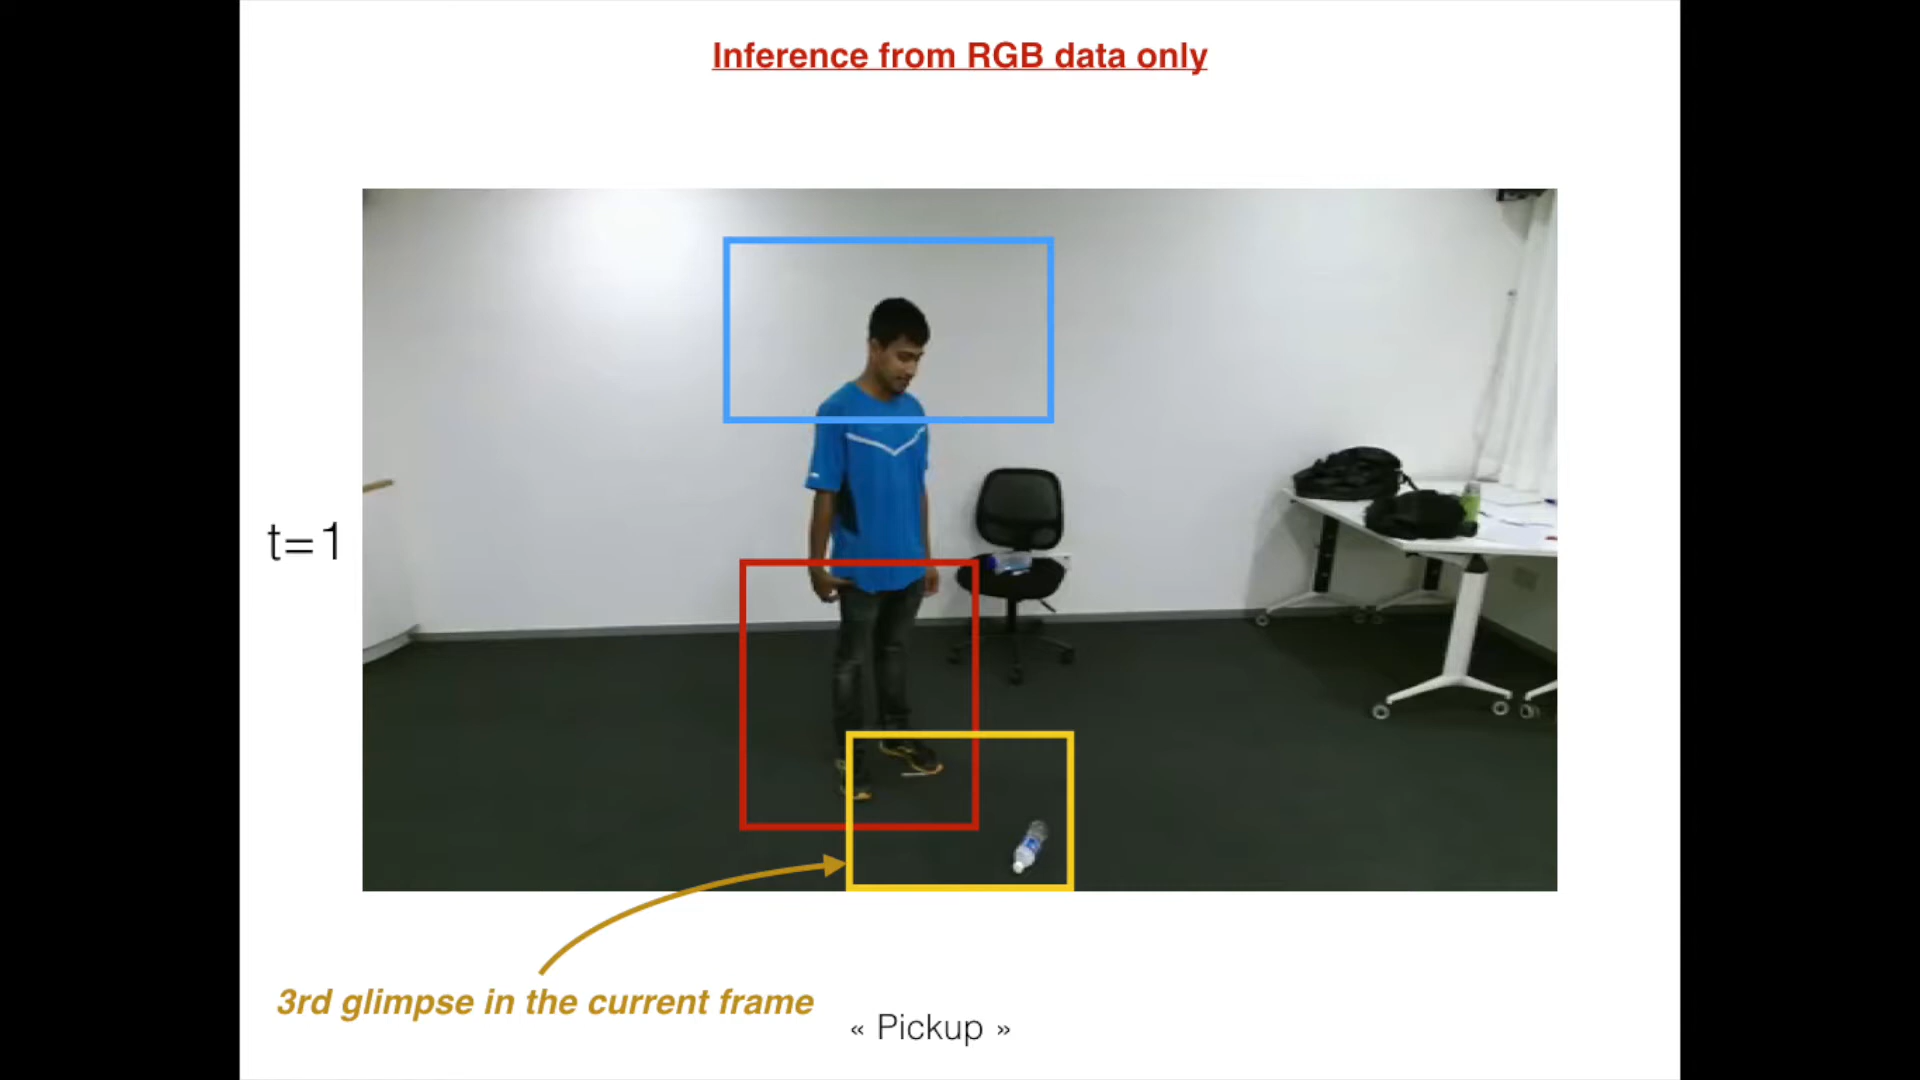 Inference from RGB data only
t=1
3rd glimpse in the current frame
« Pickup »